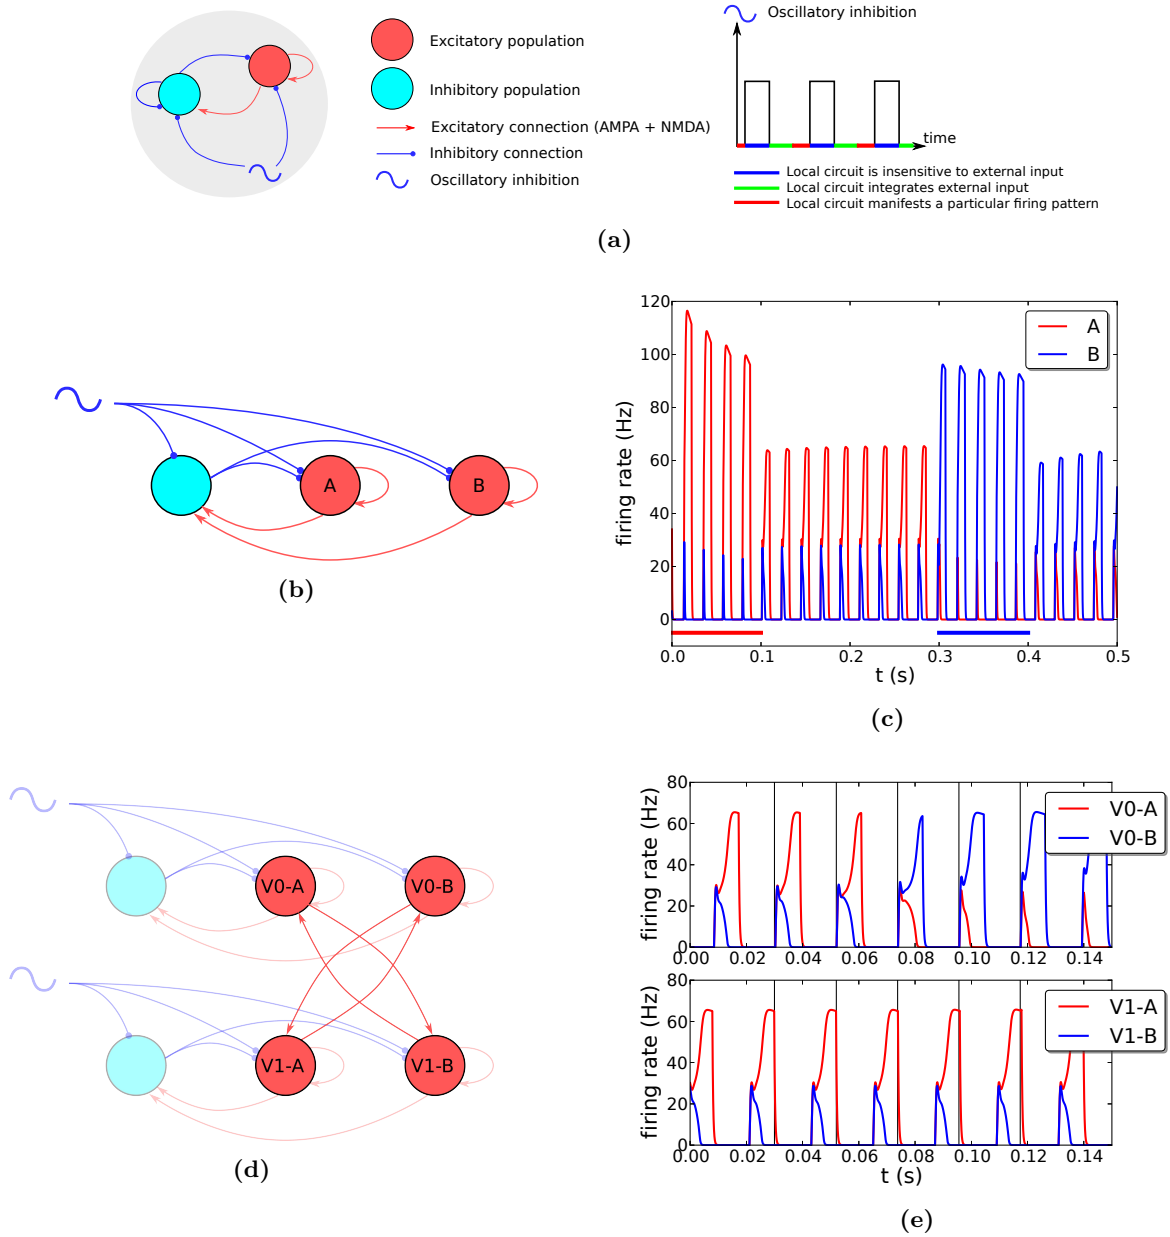 Excitatory population
Inhibitory population
Excitatory connection (AMPA + NMDA)
Inhibitory connection
Oscillatory inhibition
Oscillatory inhibition
time
Local circuit is insensitive to external input
Local circuit integrates external input
Local circuit manifests a particular firing pattern
(a)
A
B
(b)
firing rate (Hz)
120
100
80
60
40
20
0
A
B
0.0 0.1 0.2 0.3 0.4 0.5
t (s)
(c)
V0-A
V0-B
V1-A
V1-B
(d)
firing rate (Hz)
80
60
40
20
0
V0-A
V0-B
0.00 0.02 0.04 0.06 0.08 0.10 0.12 0.14
firing rate (Hz)
80
60
40
20
0
V1-A
V1-B
0.00 0.02 0.04 0.06 0.08 0.10 0.12 0.14
t (s)
(e)